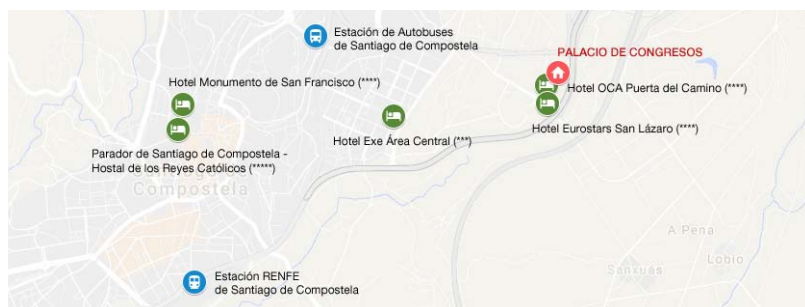 Estación de Autobuses
de Santiago de Compostela
PALACIO DE CONGRESOS
Hotel Monumento de San Francisco (****)
Hotel OCA Puerta del Camino (****)
Hotel Exe Área Central (***)
Hotel Eurostars San Lázaro (****)
Parador de Santiago de Compostela -
Hostal de los Reyes Católicos (*****)
Compostela
A PENA
Lobio
Sanxuás
Estación RENFE
de Santiago de Compostela